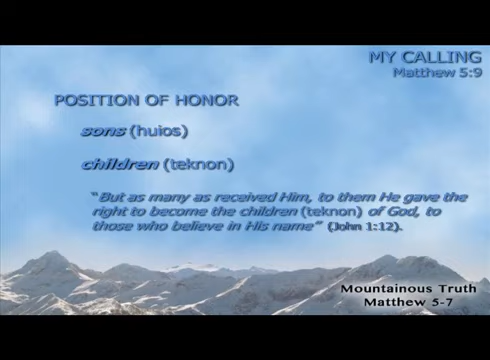 MY CALLING
Matthew 5:9
POSITION OF HONOR
sons (huios)
children (teknon)
"But as many as received Him, to them He gave the
right to become the children (teknon) of God, to
those who believe in His name" (John 1:12).
Mountainous Truth
Matthew 5-7